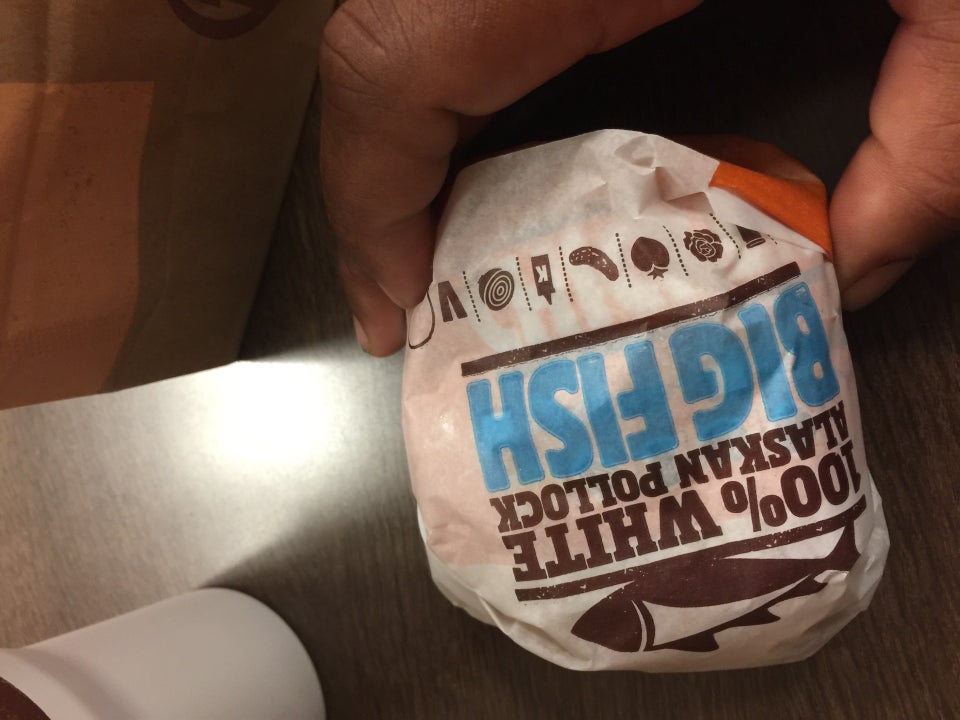 100% WHITE
ALASKAN POLLOCK
BIG FISH
K
V